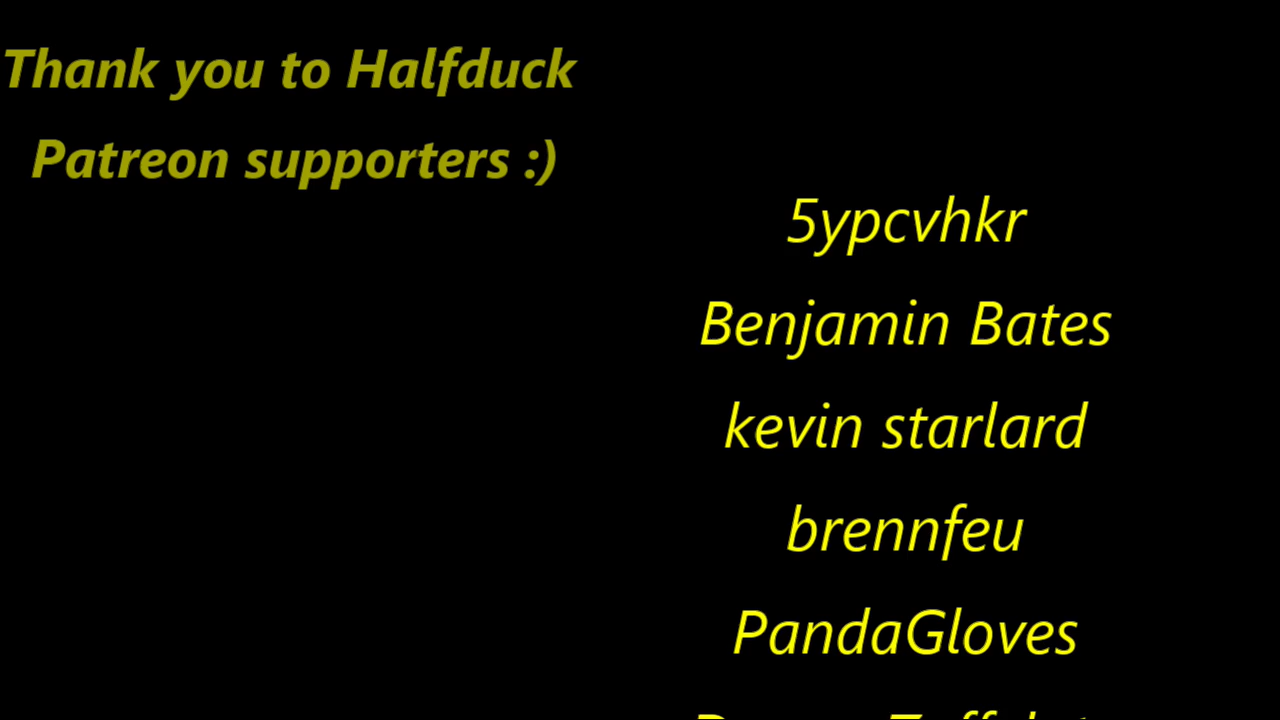 Thank you to Halfduck
Patreon supporters :)
5ypcvhkr
Benjamin Bates
kevin starlard
brennfeu
PandaGloves